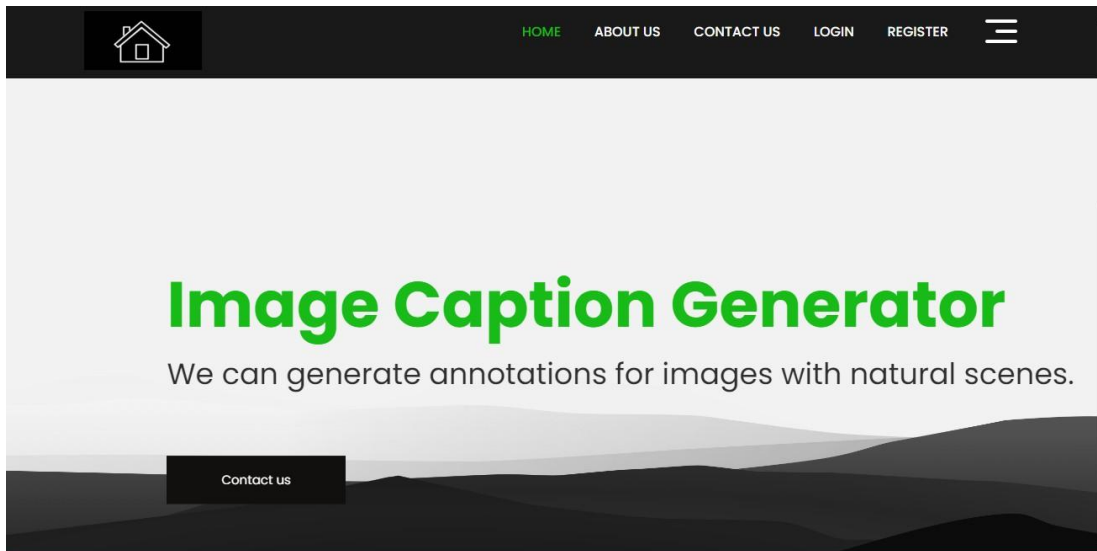 HOME ABOUT US CONTACT US LOGIN REGISTER
Image Caption Generator
We can generate annotations for images with natural scenes.
Contact us